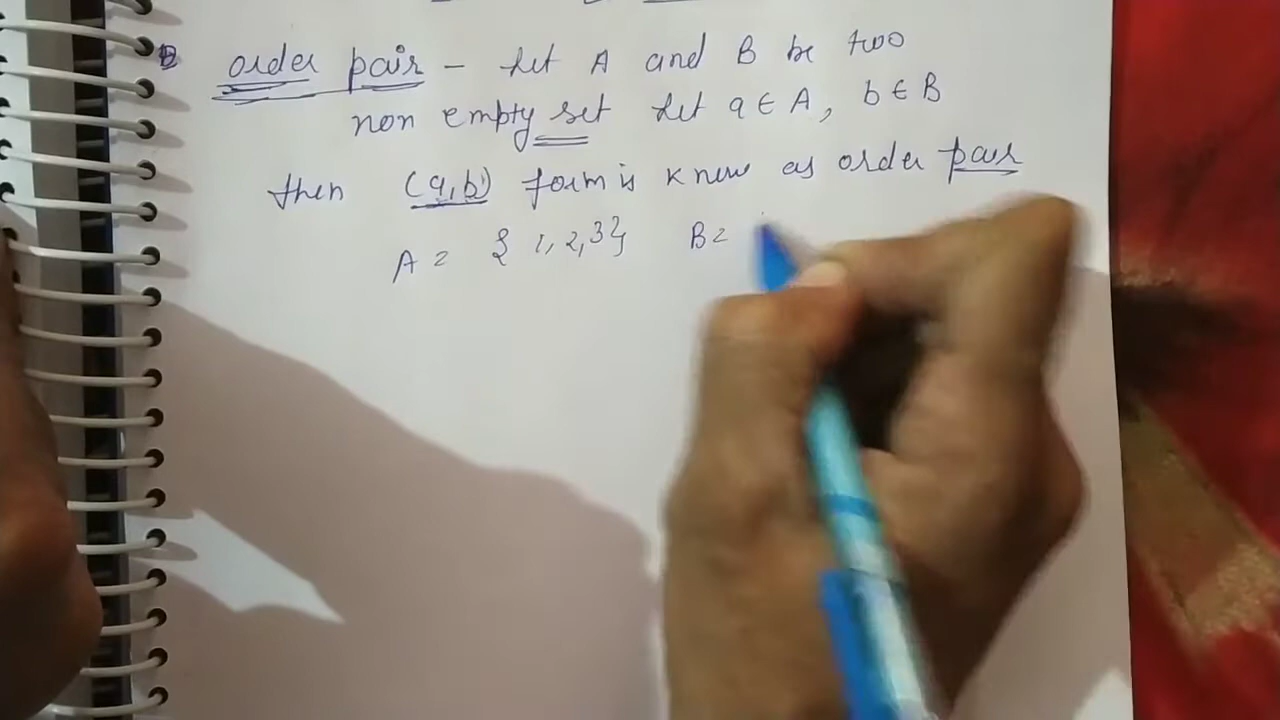 order pair - Let A and B be two
non empty set Let a ∈ A, b ∈ B
then (a,b) form is know as order pair
A = { 1, 2, 3} B =